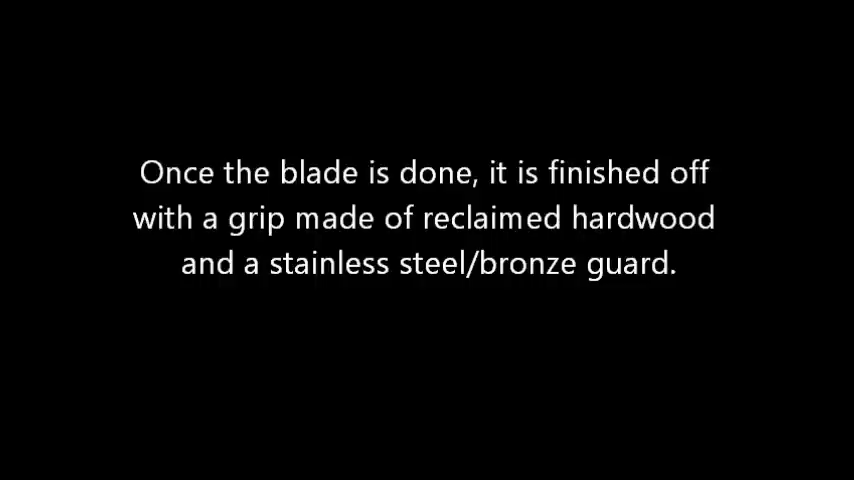 Once the blade is done, it is finished off
with a grip made of reclaimed hardwood
and a stainless steel/bronze guard.